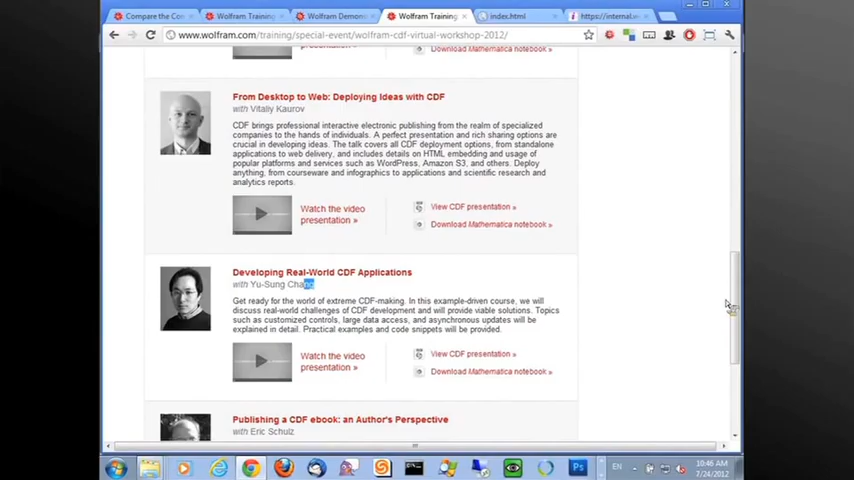 Compare the Co
Wolfram Training
Wolfram Demon
Wolfram Training
index.html
https://internal.w
www.wolfram.com/training/special-event/wolfram-cdf-virtual-workshop-2012/
presentation »
Download Mathematica notebook »
From Desktop to Web: Deploying Ideas with CDF
with Vitaliy Kaurov
CDF brings professional interactive electronic publishing from the realm of specialized
companies to the hands of individuals. A perfect presentation and rich sharing options are
crucial in developing ideas. The talk covers all CDF deployment options, from standalone
applications to web delivery, and includes details on HTML embedding and usage of
popular platforms and services such as WordPress, Amazon S3, and others. Deploy
anything, from courseware and infographics to applications and scientific research and
analytics reports.
Watch the video
presentation »
View CDF presentation »
Download Mathematica notebook »
Developing Real-World CDF Applications
with Yu-Sung Chang
Get ready for the world of extreme CDF-making. In this example-driven course, we will
discuss real-world challenges of CDF development and will provide viable solutions. Topics
such as customized controls, large data access, and asynchronous updates will be
explained in detail. Practical examples and code snippets will be provided.
Watch the video
presentation »
View CDF presentation »
Download Mathematica notebook »
Publishing a CDF ebook: an Author's Perspective
with Eric Schulz
EN
10:46 AM
7/24/2012